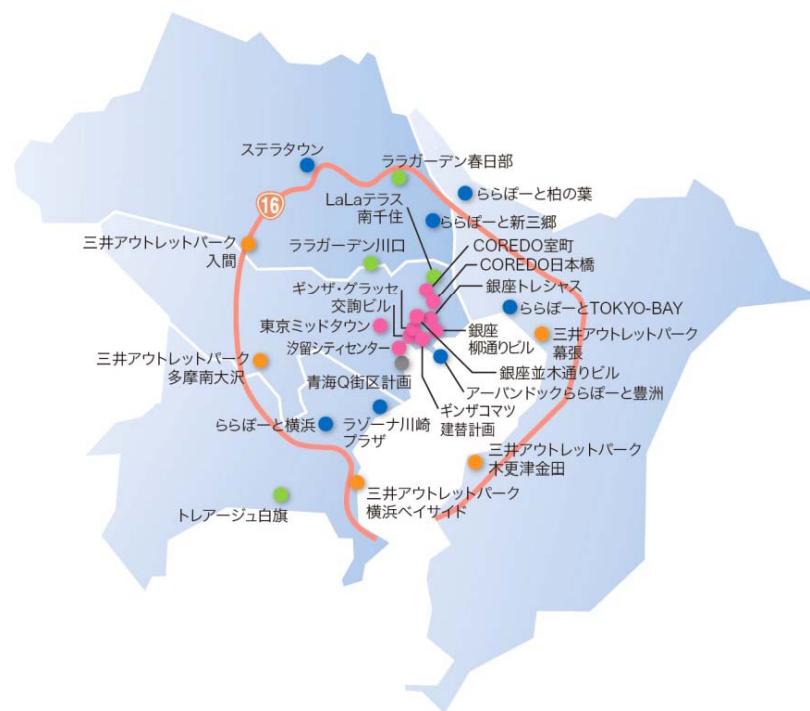 ステラタウン
ララガーデン春日部
16
LaLaテラス
南千住
ららぽーと柏の葉
ららぽーと新三郷
三井アウトレットパーク
入間
ララガーデン川口
COREDO室町
COREDO日本橋
ギンザ・グラッセ
交詢ビル
銀座トレシャス
東京ミッドタウン
ららぽーとTOKYO-BAY
銀座
柳通りビル
三井アウトレットパーク
幕張
汐留シティセンター
三井アウトレットパーク
多摩南大沢
銀座並木通りビル
青海Q街区計画
アーバンドックららぽーと豊洲
ギンザコマツ
建替計画
ららぽーと横浜
ラゾーナ川崎
プラザ
三井アウトレットパーク
木更津金田
三井アウトレットパーク
横浜ベイサイド
トレアージュ白旗